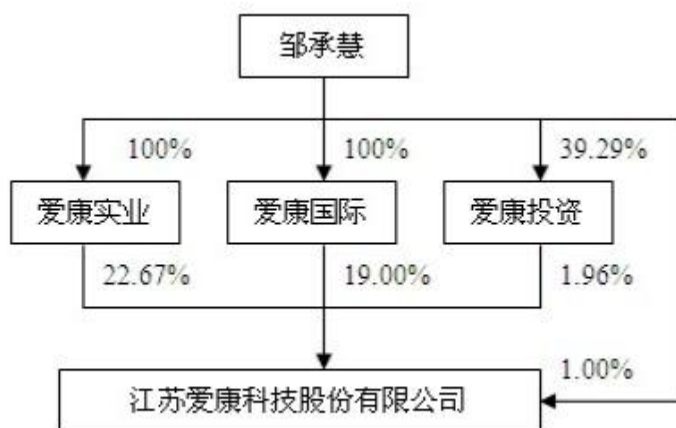 邹承慧
100%
100%
39.29%
爱康实业
爱康国际
爱康投资
22.67%
19.00%
1.96%
1.00%
江苏爱康科技股份有限公司